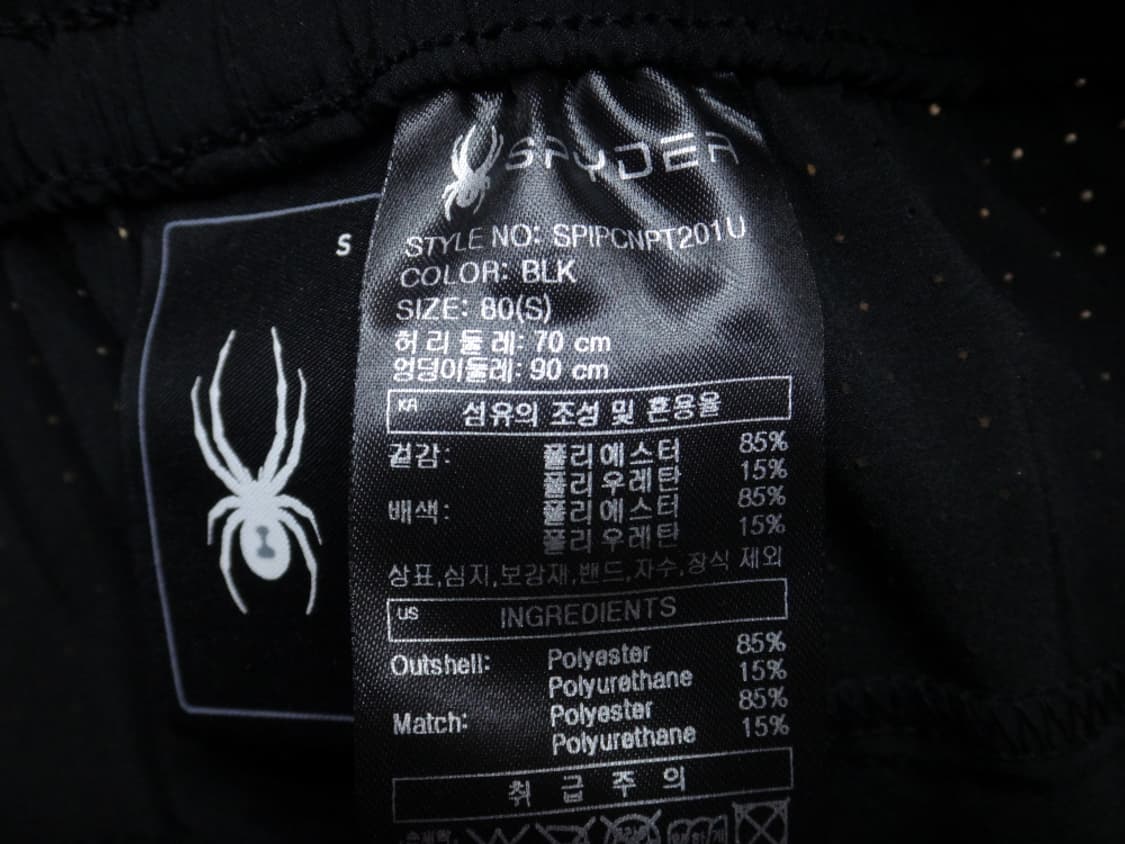 SPYDER
S
STYLE NO: SPIPCNPT201U
COLOR: BLK
SIZE: 80(S)
허 리 둘 레: 70 cm
엉덩이둘레: 90 cm
KR 섬유의 조성 및 혼용율
겉감: 폴리에스터 85%
폴리우레탄 15%
배색: 폴리에스터 85%
폴리우레탄 15%
상표,심지,보강재,밴드,자수,장식 제외
US INGREDIENTS
Outshell: Polyester 85%
Polyurethane 15%
Match: Polyester 85%
Polyurethane 15%
취 급 주 의